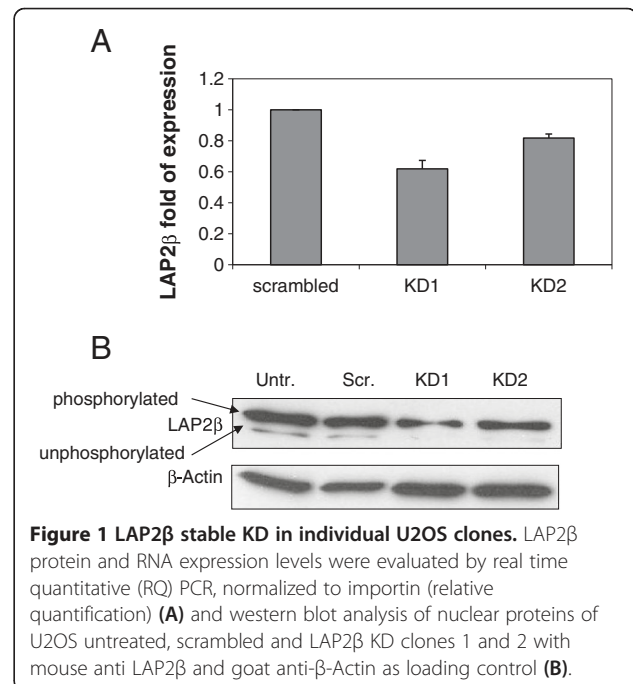 A
LAP2β fold of expression
1.2
1
0.8
0.6
0.4
0.2
0
scrambled KD1 KD2
B
Untr. Scr. KD1 KD2
phosphorylated
LAP2β
unphosphorylated
β-Actin
Figure 1 LAP2β stable KD in individual U2OS clones. LAP2β
protein and RNA expression levels were evaluated by real time
quantitative (RQ) PCR, normalized to importin (relative
quantification) (A) and western blot analysis of nuclear proteins of
U2OS untreated, scrambled and LAP2β KD clones 1 and 2 with
mouse anti LAP2β and goat anti-β-Actin as loading control (B).